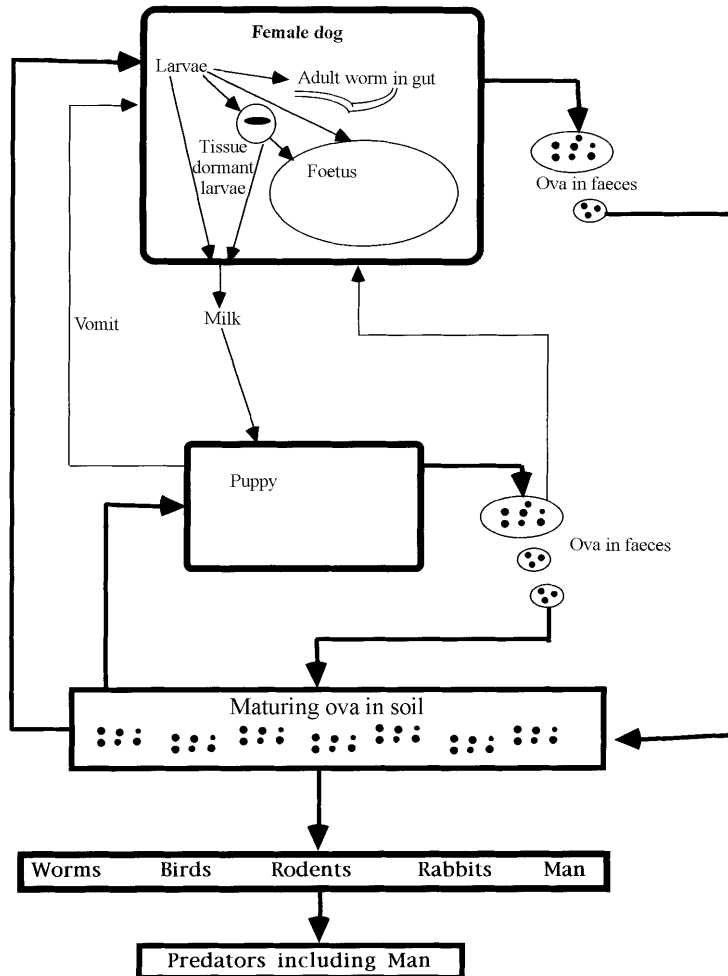 Female dog
Larvae
Adult worm in gut
Tissue
dormant
larvae
Foetus
Ova in faeces
Vomit
Milk
Puppy
Ova in faeces
Maturing ova in soil
Worms Birds Rodents Rabbits Man
Predators including Man